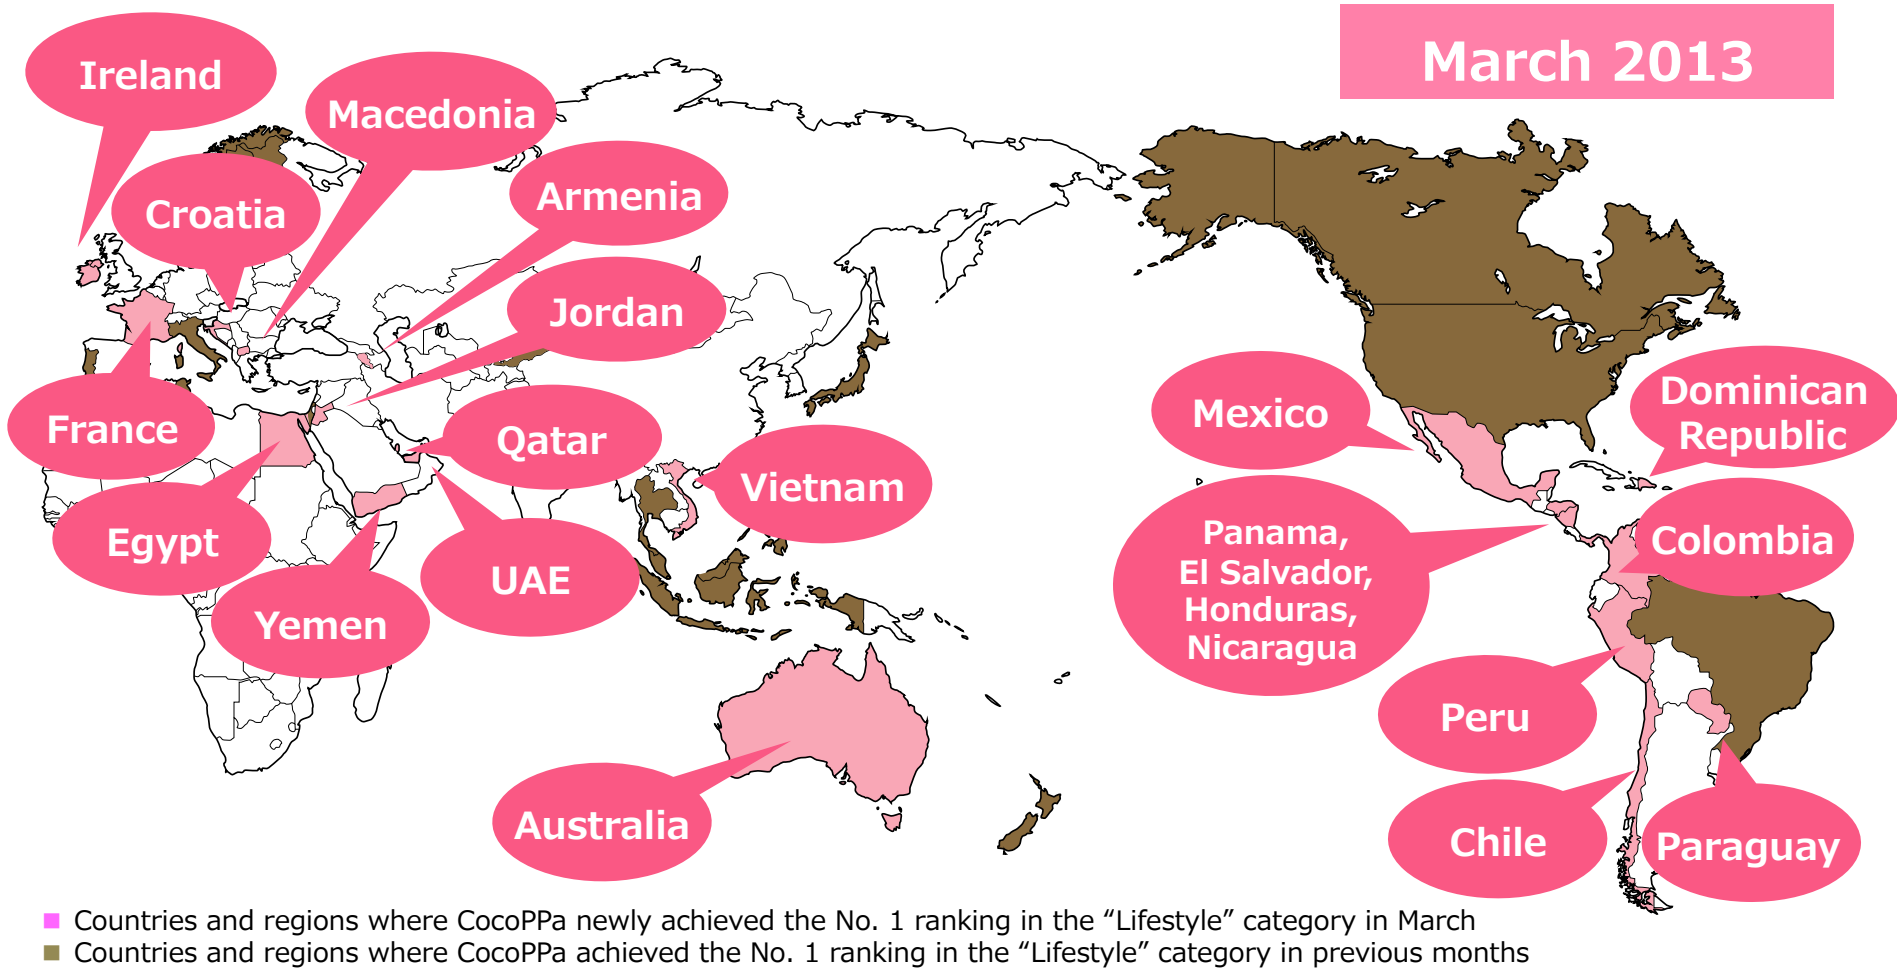 March 2013
Ireland
Macedonia
Croatia
Armenia
Jordan
France
Qatar
Vietnam
Egypt
UAE
Yemen
Australia
Mexico
Dominican
Republic
Panama,
El Salvador,
Honduras,
Nicaragua
Colombia
Peru
Chile
Paraguay
Countries and regions where CocoPPa newly achieved the No. 1 ranking in the “Lifestyle” category in March
Countries and regions where CocoPPa achieved the No. 1 ranking in the “Lifestyle” category in previous months